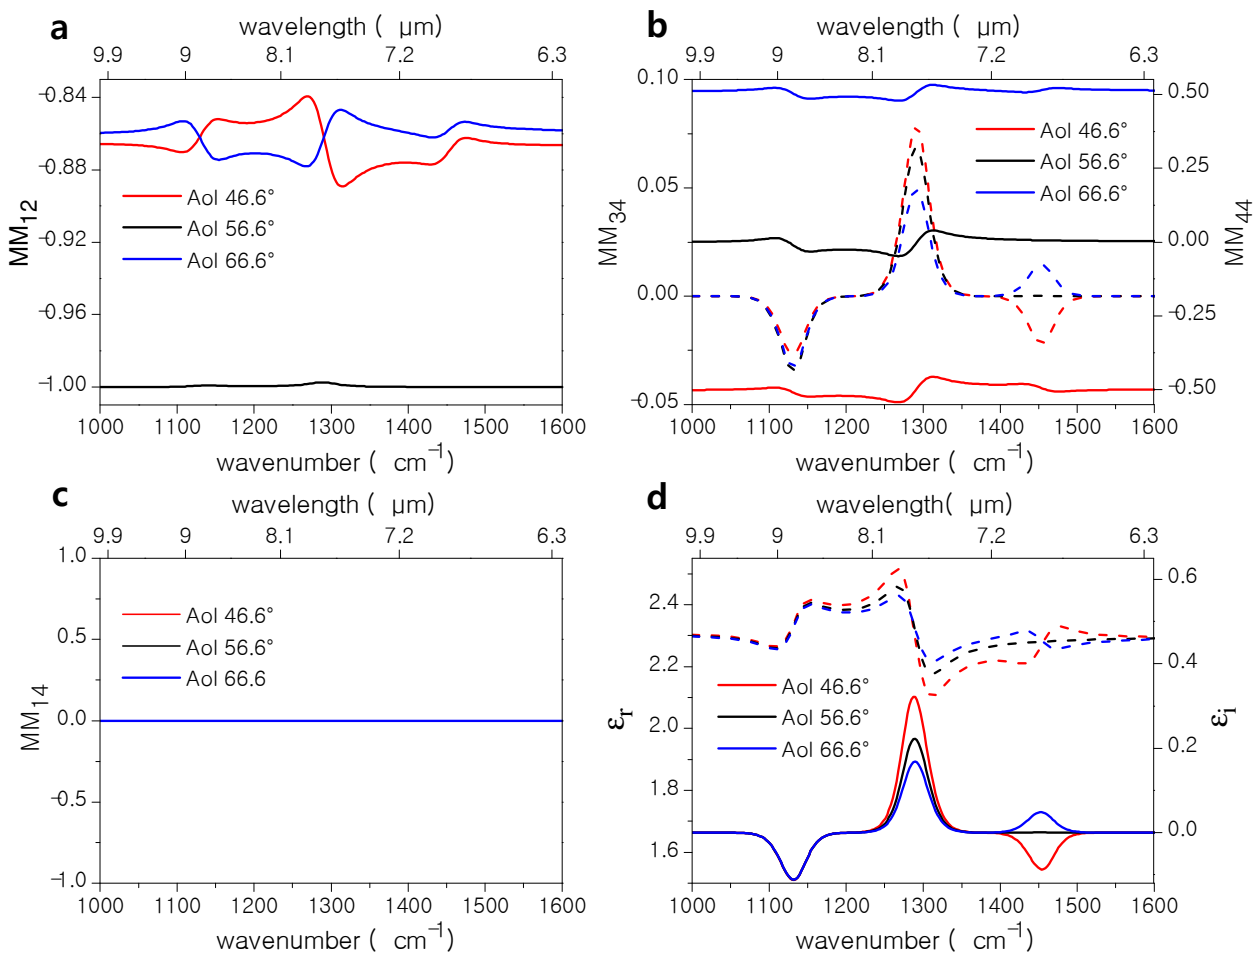 a
wavelength ( μm)
9.9 9 8.1 7.2 6.3
-0.84
-0.88
-0.92
-0.96
-1.00
MM12
AoI 46.6°
AoI 56.6°
AoI 66.6°
1000 1100 1200 1300 1400 1500 1600
wavenumber ( cm⁻¹)
b
wavelength ( μm)
9.9 9 8.1 7.2 6.3
0.10
0.05
0.00
-0.05
MM34
AoI 46.6°
AoI 56.6°
AoI 66.6°
0.50
0.25
0.00
-0.25
-0.50
MM44
1000 1100 1200 1300 1400 1500 1600
wavenumber ( cm⁻¹)
c
wavelength ( μm)
9.9 9 8.1 7.2 6.3
1.0
0.5
0.0
-0.5
-1.0
MM14
AoI 46.6°
AoI 56.6°
AoI 66.6
1000 1100 1200 1300 1400 1500 1600
wavenumber ( cm⁻¹)
d
wavelength( μm)
9.9 9 8.1 7.2 6.3
2.4
2.2
2.0
1.8
1.6
εr
AoI 46.6°
AoI 56.6°
AoI 66.6°
0.6
0.4
0.2
0.0
εi
1000 1100 1200 1300 1400 1500 1600
wavenumber ( cm⁻¹)